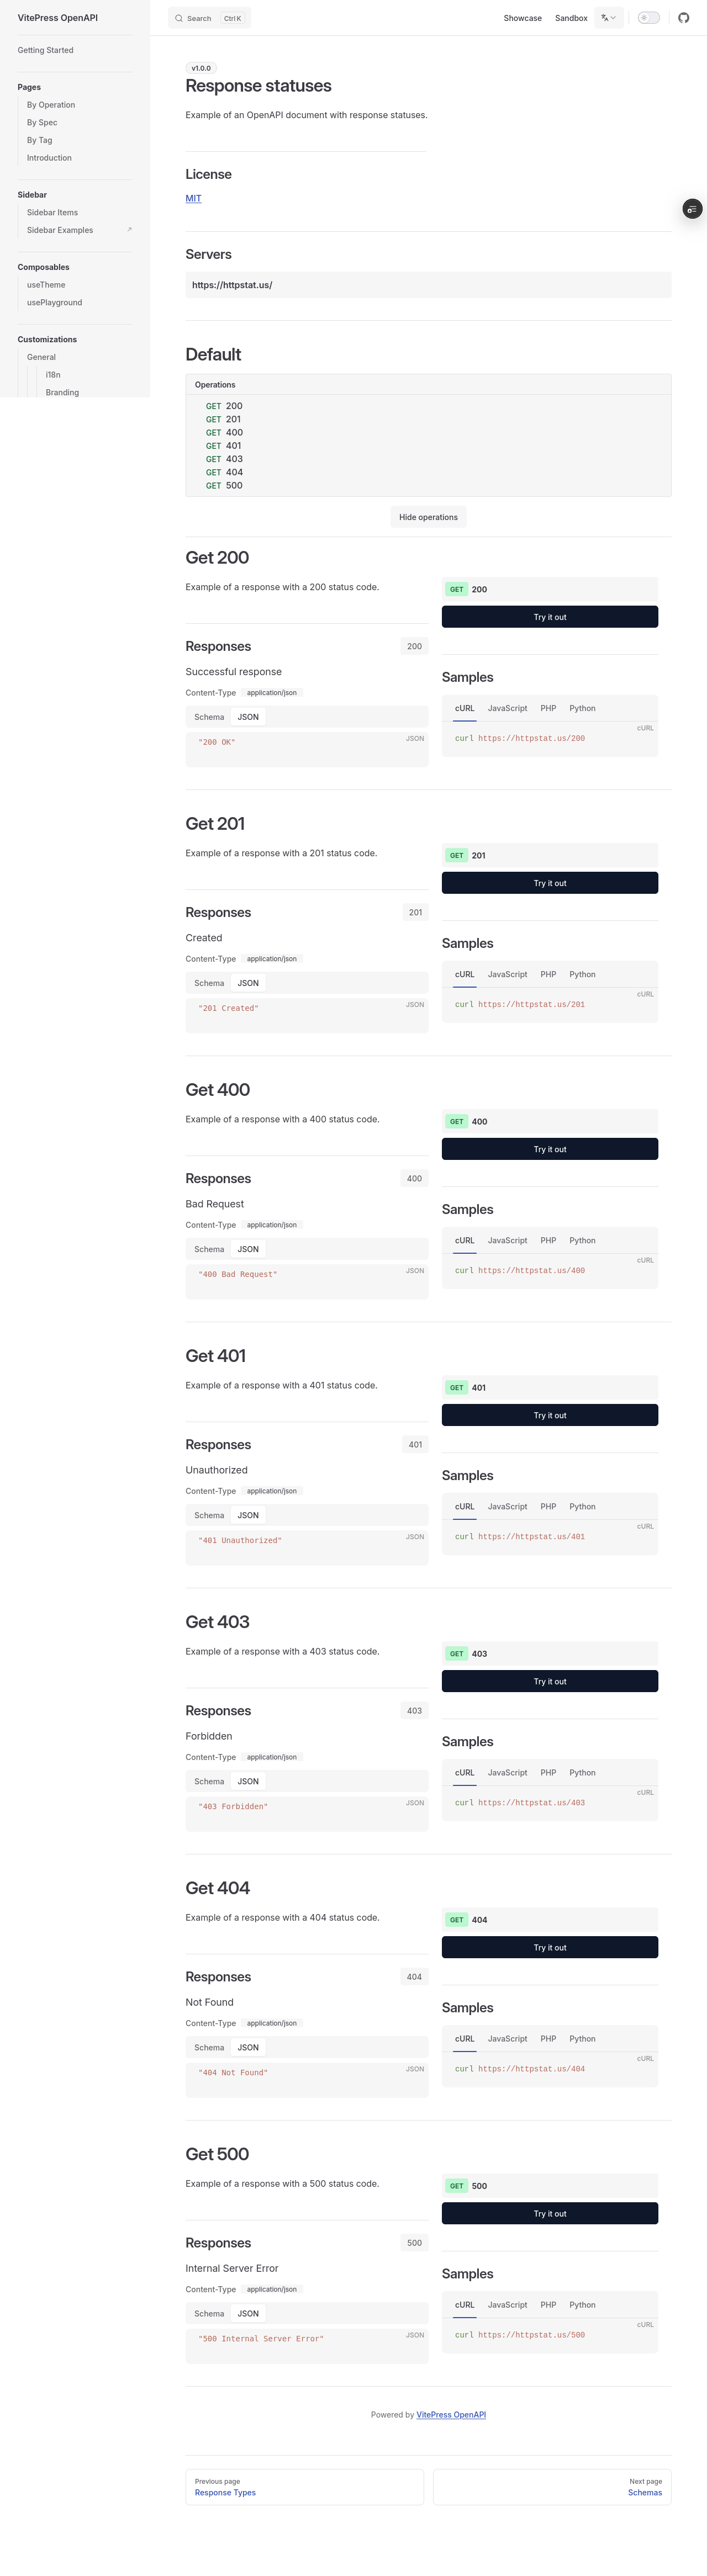 VitePress OpenAPI
Search Ctrl K
Showcase
Sandbox
Getting Started
Pages
By Operation
By Spec
By Tag
Introduction
Sidebar
Sidebar Items
Sidebar Examples ↗
Composables
useTheme
usePlayground
Customizations
General
i18n
Branding
v1.0.0
Response statuses
Example of an OpenAPI document with response statuses.
License
MIT
Servers
https://httpstat.us/
Default
Operations
GET 200
GET 201
GET 400
GET 401
GET 403
GET 404
GET 500
Hide operations
Get 200
Example of a response with a 200 status code.
Responses 200
Successful response
Content-Type application/json
Schema JSON
JSON
"200 OK"
GET 200
Try it out
Samples
cURL JavaScript PHP Python
cURL
curl https://httpstat.us/200
Get 201
Example of a response with a 201 status code.
Responses 201
Created
Content-Type application/json
Schema JSON
JSON
"201 Created"
GET 201
Try it out
Samples
cURL JavaScript PHP Python
cURL
curl https://httpstat.us/201
Get 400
Example of a response with a 400 status code.
Responses 400
Bad Request
Content-Type application/json
Schema JSON
JSON
"400 Bad Request"
GET 400
Try it out
Samples
cURL JavaScript PHP Python
cURL
curl https://httpstat.us/400
Get 401
Example of a response with a 401 status code.
Responses 401
Unauthorized
Content-Type application/json
Schema JSON
JSON
"401 Unauthorized"
GET 401
Try it out
Samples
cURL JavaScript PHP Python
cURL
curl https://httpstat.us/401
Get 403
Example of a response with a 403 status code.
Responses 403
Forbidden
Content-Type application/json
Schema JSON
JSON
"403 Forbidden"
GET 403
Try it out
Samples
cURL JavaScript PHP Python
cURL
curl https://httpstat.us/403
Get 404
Example of a response with a 404 status code.
Responses 404
Not Found
Content-Type application/json
Schema JSON
JSON
"404 Not Found"
GET 404
Try it out
Samples
cURL JavaScript PHP Python
cURL
curl https://httpstat.us/404
Get 500
Example of a response with a 500 status code.
Responses 500
Internal Server Error
Content-Type application/json
Schema JSON
JSON
"500 Internal Server Error"
GET 500
Try it out
Samples
cURL JavaScript PHP Python
cURL
curl https://httpstat.us/500
Powered by VitePress OpenAPI
Previous page
Response Types
Next page
Schemas